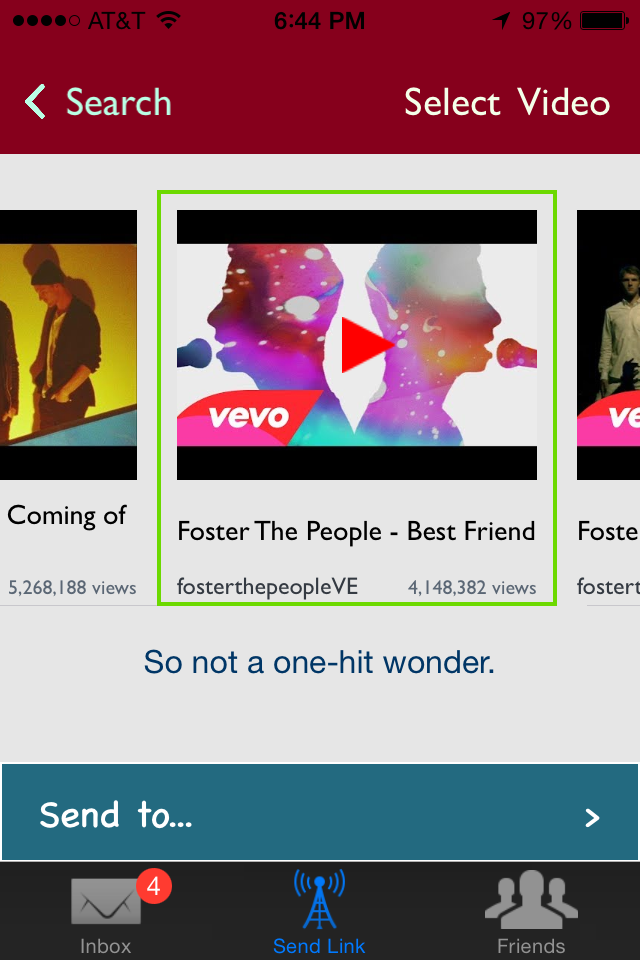 AT&T 6:44 PM 97%
Search Select Video
vevo
ve
Coming of
Foster The People - Best Friend
Foste
5,268,188 views
fosterthepeopleVE 4,148,382 views
fostert
So not a one-hit wonder.
Send to...
4
Inbox Send Link Friends